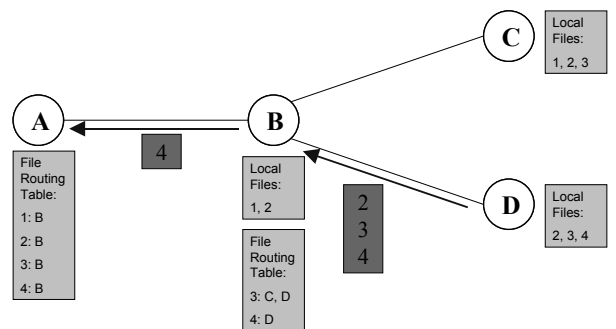 C
Local
Files:
1, 2, 3
A
B
4
File
Routing
Table:
1: B
2: B
3: B
4: B
Local
Files:
1, 2
2
3
4
D
Local
Files:
2, 3, 4
File
Routing
Table:
3: C, D
4: D